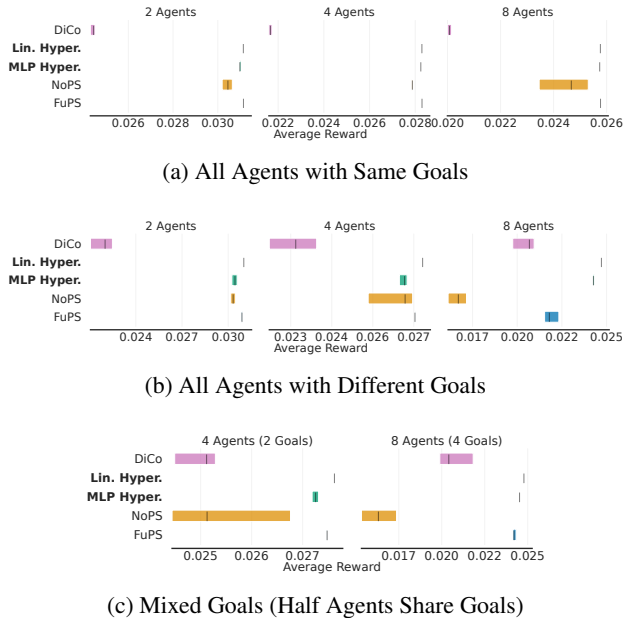 2 Agents 4 Agents 8 Agents
DiCo
Lin. Hyper.
MLP Hyper.
NoPS
FuPS
0.026 0.028 0.030 0.022 0.024 0.026 0.028 0.020 0.022 0.024 0.026
Average Reward
(a) All Agents with Same Goals
2 Agents 4 Agents 8 Agents
DiCo
Lin. Hyper.
MLP Hyper.
NoPS
FuPS
0.024 0.027 0.030 0.023 0.024 0.026 0.027 0.017 0.020 0.022 0.025
Average Reward
(b) All Agents with Different Goals
4 Agents (2 Goals) 8 Agents (4 Goals)
DiCo
Lin. Hyper.
MLP Hyper.
NoPS
FuPS
0.025 0.026 0.027 0.017 0.020 0.022 0.025
Average Reward
(c) Mixed Goals (Half Agents Share Goals)